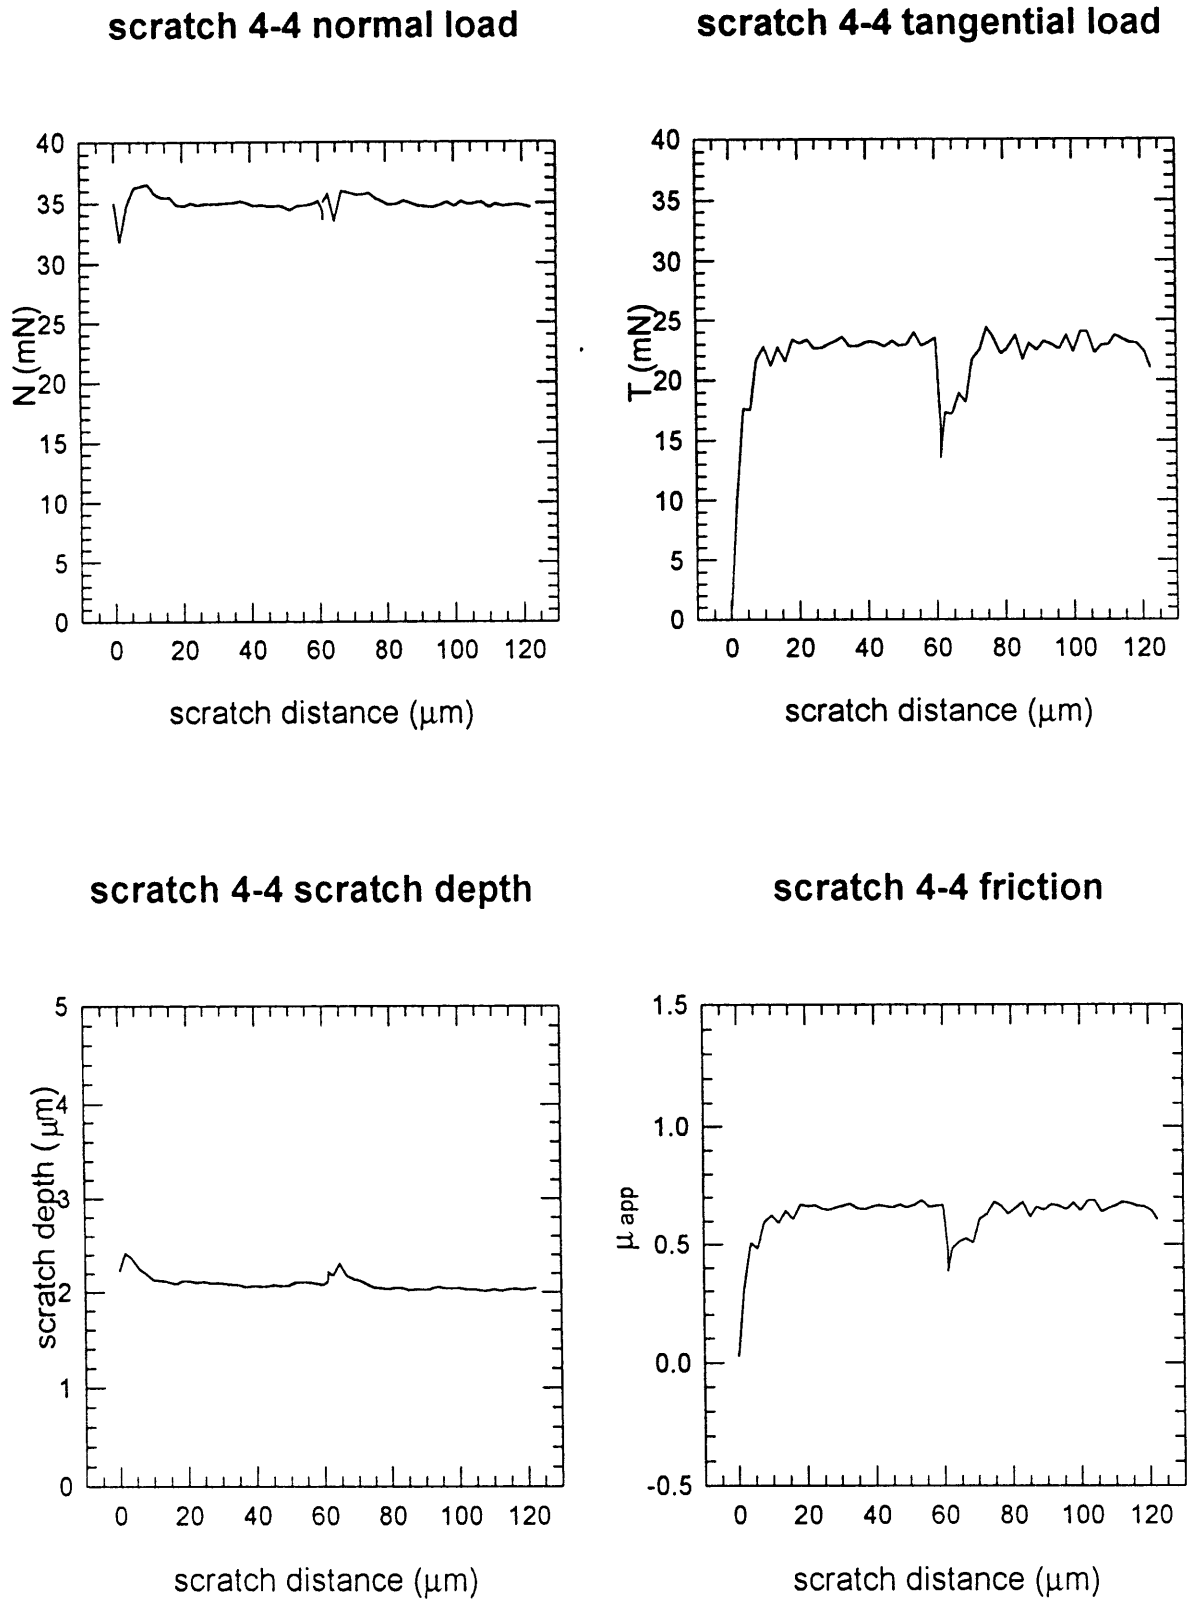 scratch 4-4 normal load
40
35
30
25
20
15
10
5
0
N (mN)
0 20 40 60 80 100 120
scratch distance (μm)
scratch 4-4 tangential load
40
35
30
25
20
15
10
5
0
T (mN)
0 20 40 60 80 100 120
scratch distance (μm)
scratch 4-4 scratch depth
5
4
3
2
1
0
scratch depth (μm)
0 20 40 60 80 100 120
scratch distance (μm)
scratch 4-4 friction
1.5
1.0
0.5
0.0
-0.5
μ app
0 20 40 60 80 100 120
scratch distance (μm)